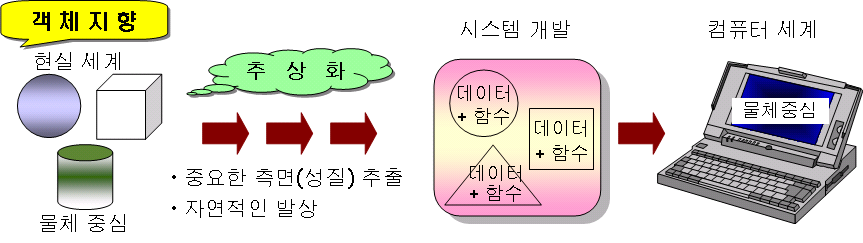 객 체 지 향
현실 세계
물체 중심
추 상 화
· 중요한 측면(성질) 추출
· 자연적인 발상
시스템 개발
데이터
+ 함수
데이터
+ 함수
데이터
+ 함수
컴퓨터 세계
물체중심